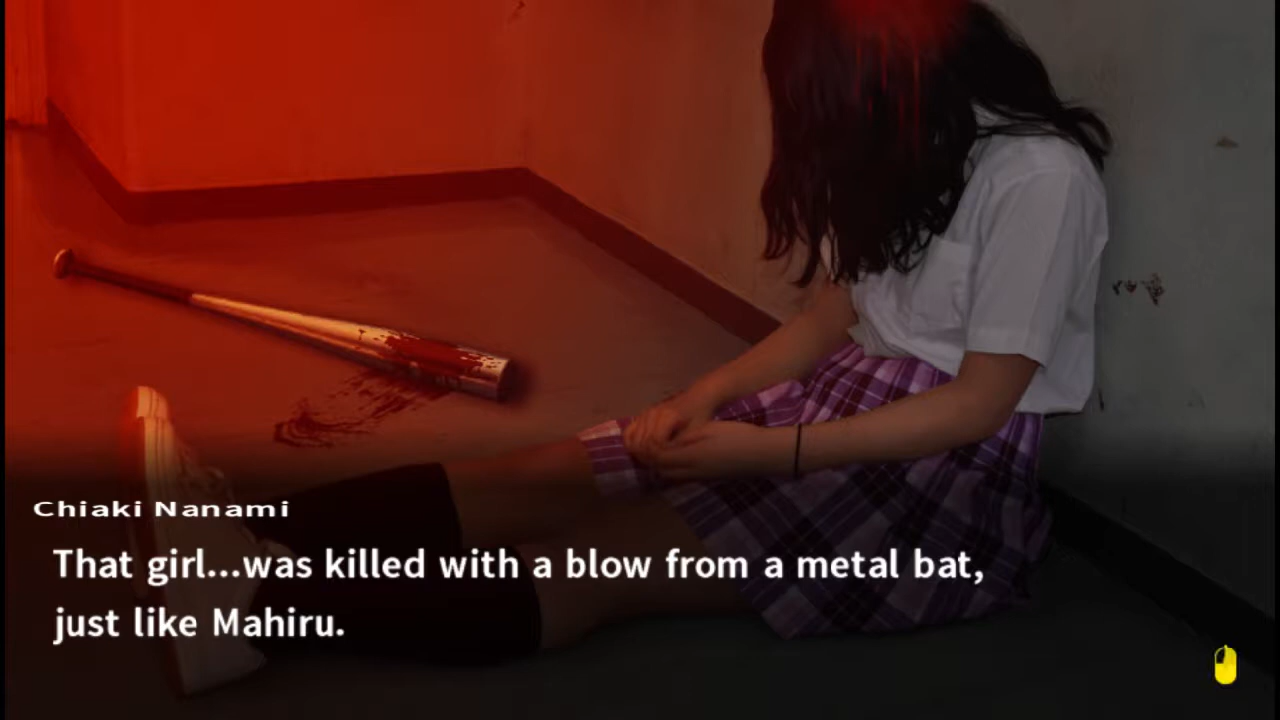 Chiaki Nanami
That girl...was killed with a blow from a metal bat,
just like Mahiru.